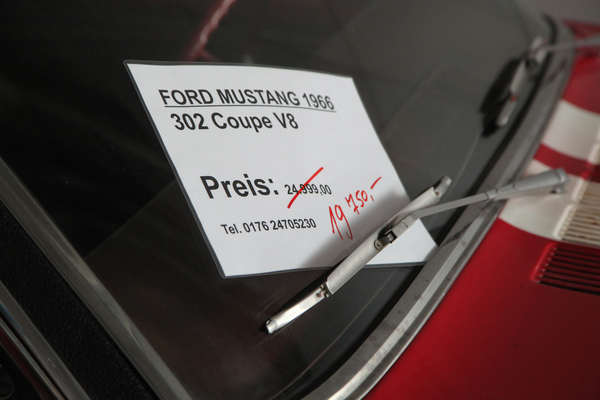 FORD MUSTANG 1966
302 Coupe V8
Preis: 24.999,00
19 750,-
Tel. 0176 24705230